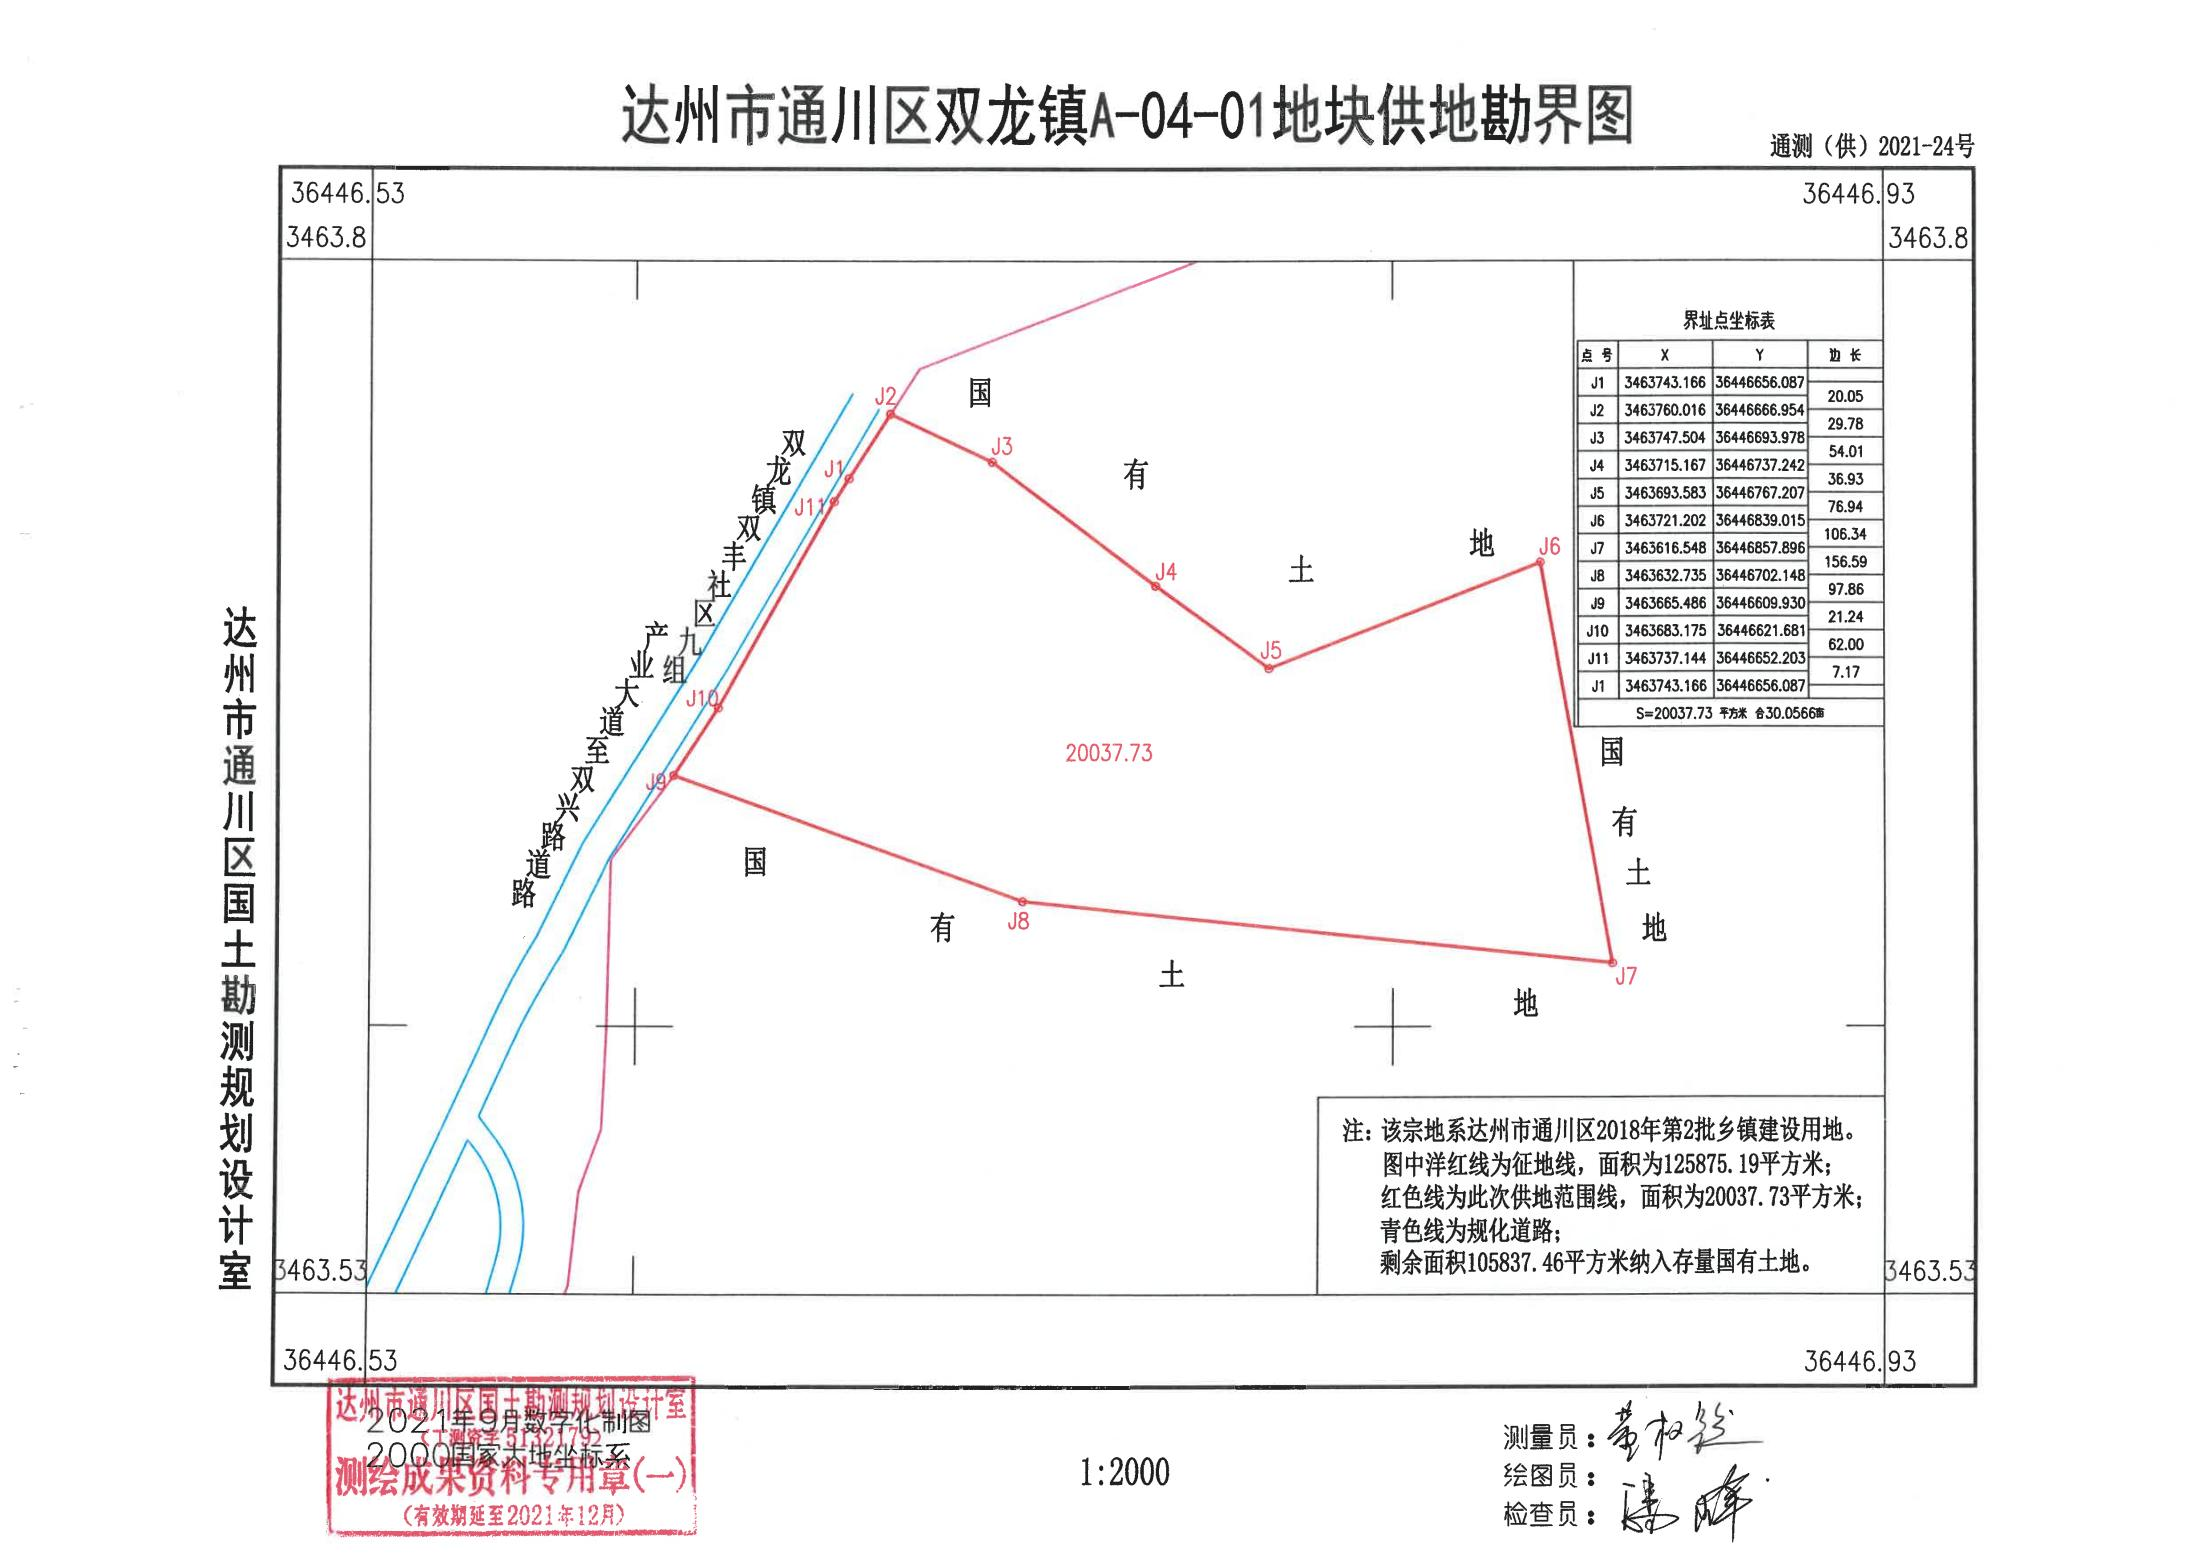 达州市通川区双龙镇A-04-01地块供地勘界图
通测（供）2021-24号
36446.53
36446.93
3463.8
3463.8
界址点坐标表
点 号 X Y 边 长
J1 3463743.166 36446656.087
20.05
J2 3463760.016 36446666.954
29.78
J3 3463747.504 36446693.978
54.01
J4 3463715.167 36446737.242
36.93
J5 3463693.583 36446767.207
76.94
J6 3463721.202 36446839.015
106.34
J7 3463616.548 36446857.896
156.59
J8 3463632.735 36446702.148
97.86
J9 3463665.486 36446609.930
21.24
J10 3463683.175 36446621.681
62.00
J11 3463737.144 36446652.203
7.17
J1 3463743.166 36446656.087
S=20037.73 平方米 合30.0566亩
J2
J3
J1
J11
J4
J6
J5
J10
J9
J8
J7
20037.73
国有土地
国有土地
国有土地
双龙镇双丰社区九组
产业大道至双兴路道路
达州市通川区国土勘测规划设计室
注：该宗地系达州市通川区2018年第2批乡镇建设用地。
图中洋红线为征地线，面积为125875.19平方米；
红色线为此次供地范围线，面积为20037.73平方米；
青色线为规化道路；
剩余面积105837.46平方米纳入存量国有土地。
3463.53
3463.53
36446.53
36446.93
达州市通川区国土勘测规划设计室
2021年9月数字化制图
（丁测资字5132179）
2000国家大地坐标系
测绘成果资料专用章(一)
（有效期延至2021年12月）
1:2000
测量员：
绘图员：
检查员：